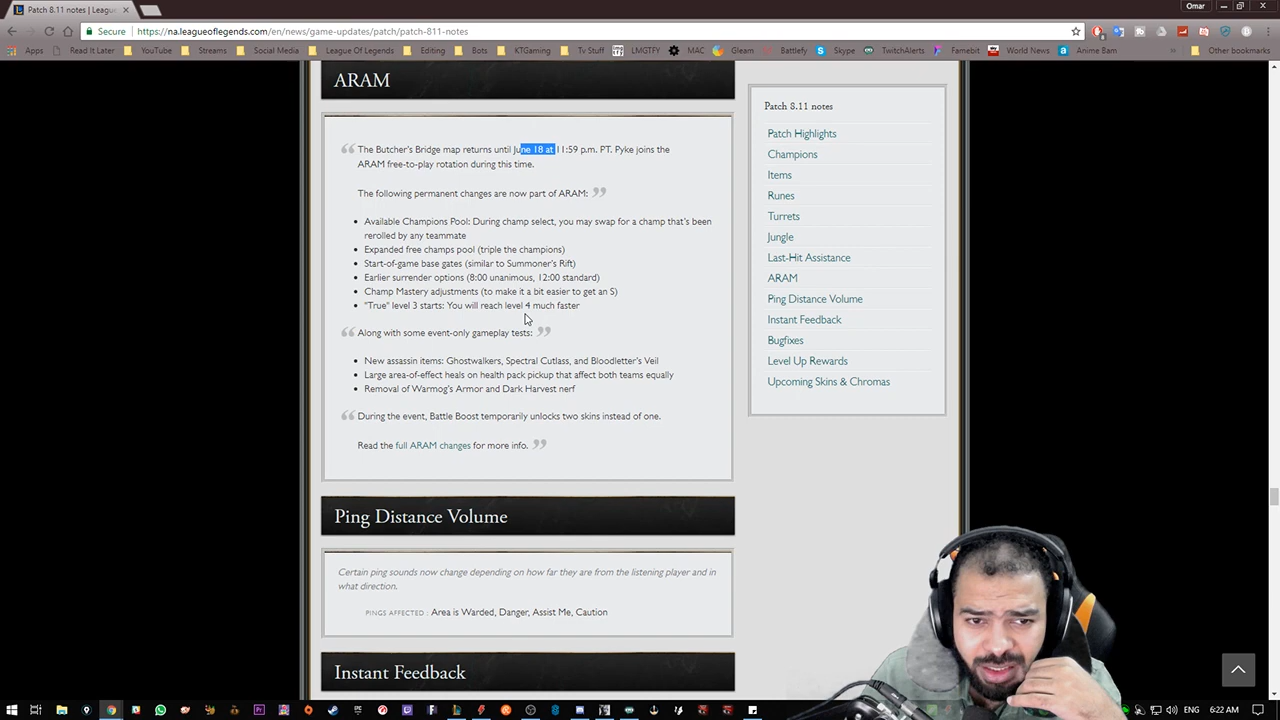 Patch 8.11 notes | Leagu
Omar
Secure
https://na.leagueoflegends.com/en/news/game-updates/patch/patch-811-notes
Apps Read It Later YouTube Streams Social Media League Of Legends Editing Bots KTGaming Tv Stuff LMGTFY MAC Gleam Battlefy Skype TwitchAlerts Famebit World News Anime Bam » Other bookmarks
ARAM
The Butcher's Bridge map returns until June 18 at 11:59 p.m. PT. Pyke joins the
ARAM free-to-play rotation during this time.
The following permanent changes are now part of ARAM:
• Available Champions Pool: During champ select, you may swap for a champ that's been
rerolled by any teammate
• Expanded free champs pool (triple the champions)
• Start-of-game base gates (similar to Summoner's Rift)
• Earlier surrender options (8:00 unanimous, 12:00 standard)
• Champ Mastery adjustments (to make it a bit easier to get an S)
• "True" level 3 starts: You will reach level 4 much faster
Along with some event-only gameplay tests:
• New assassin items: Ghostwalkers, Spectral Cutlass, and Bloodletter's Veil
• Large area-of-effect heals on health pack pickup that affect both teams equally
• Removal of Warmog's Armor and Dark Harvest nerf
During the event, Battle Boost temporarily unlocks two skins instead of one.
Read the full ARAM changes for more info.
Ping Distance Volume
Certain ping sounds now change depending on how far they are from the listening player and in
what direction.
PINGS AFFECTED : Area is Warded, Danger, Assist Me, Caution
Instant Feedback
Patch 8.11 notes
Patch Highlights
Champions
Items
Runes
Turrets
Jungle
Last-Hit Assistance
ARAM
Ping Distance Volume
Instant Feedback
Bugfixes
Level Up Rewards
Upcoming Skins & Chromas
6:22 AM